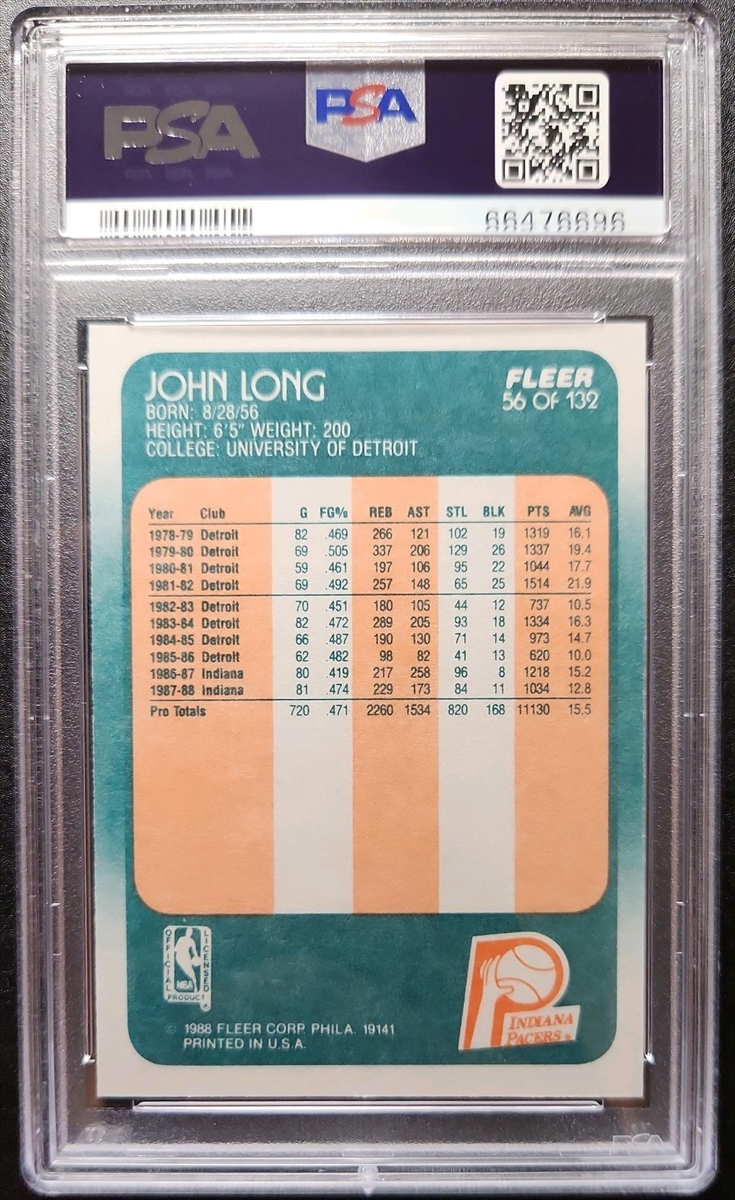 PSA
PSA
66476696
JOHN LONG
FLEER
56 OF 132
BORN: 8/28/56
HEIGHT: 6'5" WEIGHT: 200
COLLEGE: UNIVERSITY OF DETROIT
Year Club G FG% REB AST STL BLK PTS AVG
1978-79 Detroit 82 .469 266 121 102 19 1319 16.1
1979-80 Detroit 69 .505 337 206 129 26 1337 19.4
1980-81 Detroit 59 .461 197 106 95 22 1044 17.7
1981-82 Detroit 69 .492 257 148 65 25 1514 21.9
1982-83 Detroit 70 .451 180 105 44 12 737 10.5
1983-84 Detroit 82 .472 289 205 93 18 1334 16.3
1984-85 Detroit 66 .487 190 130 71 14 973 14.7
1985-86 Detroit 62 .482 98 82 41 13 620 10.0
1986-87 Indiana 80 .419 217 258 96 8 1218 15.2
1987-88 Indiana 81 .474 229 173 84 11 1034 12.8
Pro Totals 720 .471 2260 1534 820 168 11130 15.5
OFFICIAL
LICENSED
NBA
PRODUCT ®
INDIANA
PACERS ®
© 1988 FLEER CORP. PHILA. 19141
PRINTED IN U.S.A.
PSA